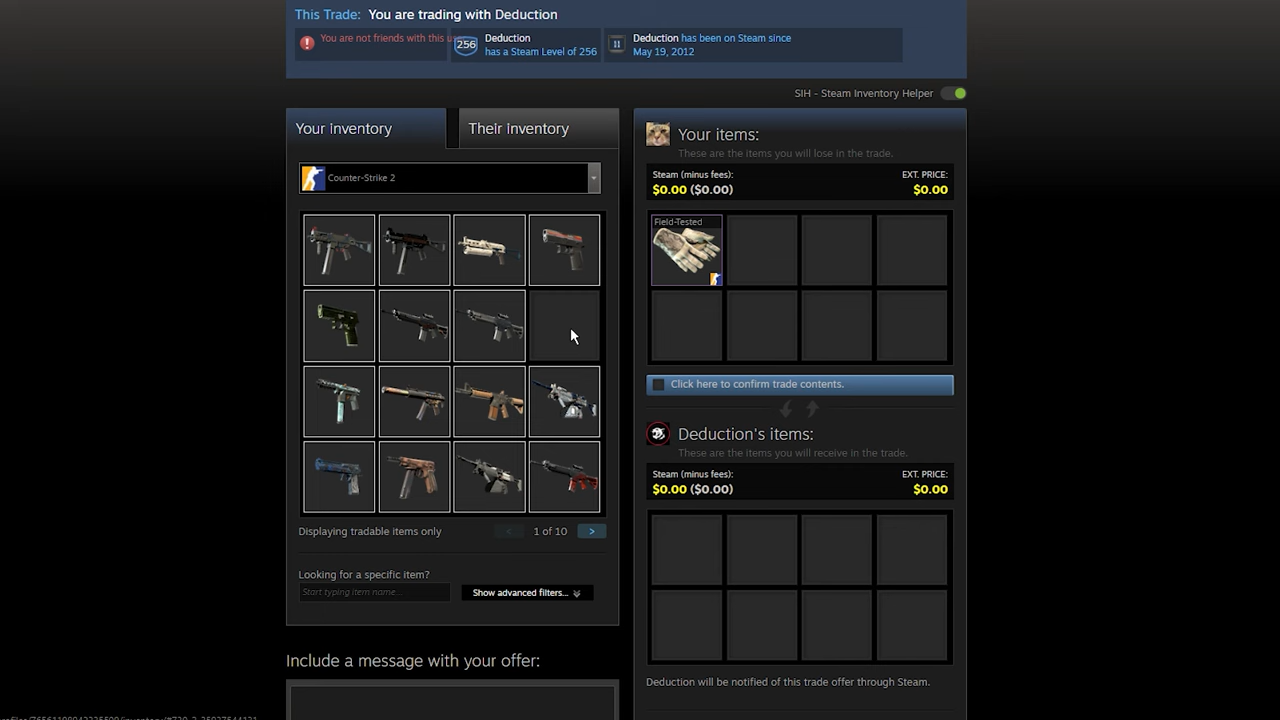 This Trade: You are trading with Deduction
You are not friends with this
256
Deduction
has a Steam Level of 256
11
Deduction has been on Steam since
May 19, 2012
SIH - Steam Inventory Helper
Your inventory
Their inventory
Counter-Strike 2
Displaying tradable items only
<
1 of 10
>
Looking for a specific item?
Start typing item name...
Show advanced filters...
Include a message with your offer:
Your items:
These are the items you will lose in the trade.
Steam (minus fees):
EXT. PRICE:
$0.00 ($0.00)
$0.00
Field-Tested
Click here to confirm trade contents.
Deduction's items:
These are the items you will receive in the trade.
Steam (minus fees):
EXT. PRICE:
$0.00 ($0.00)
$0.00
Deduction will be notified of this trade offer through Steam.